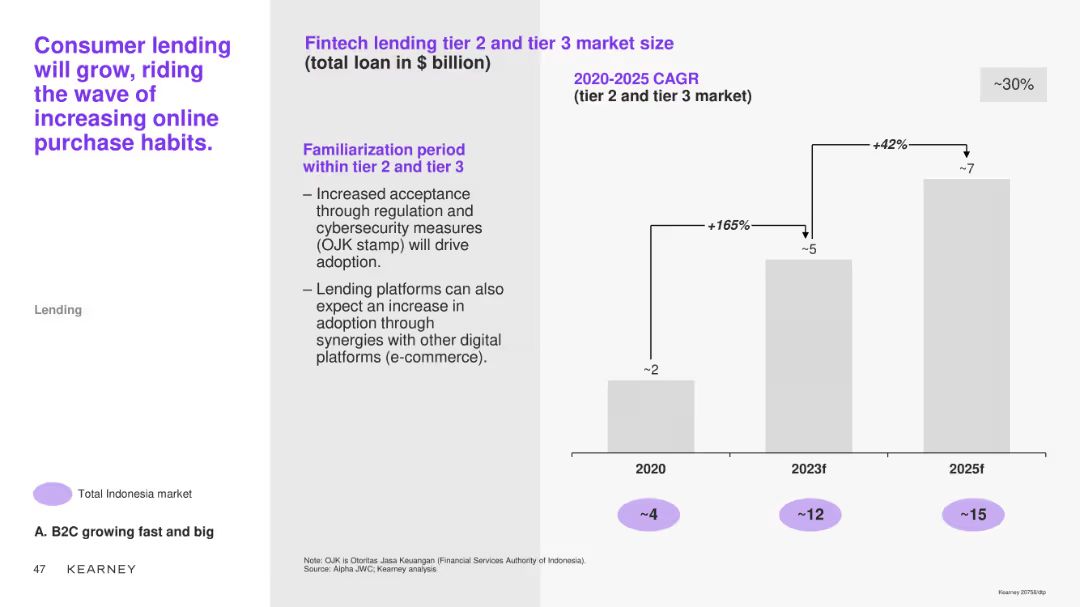 Consumer lending
will grow, riding
the wave of
increasing online
purchase habits.
Lending
Total Indonesia market
A. B2C growing fast and big
47 KEARNEY
Fintech lending tier 2 and tier 3 market size
(total loan in $ billion)
Familiarization period
within tier 2 and tier 3
– Increased acceptance
through regulation and
cybersecurity measures
(OJK stamp) will drive
adoption.
– Lending platforms can also
expect an increase in
adoption through
synergies with other digital
platforms (e-commerce).
2020-2025 CAGR
(tier 2 and tier 3 market)
~30%
+42%
~7
+165%
~5
~2
2020 2023f 2025f
~4 ~12 ~15
Note: OJK is Otoritas Jasa Keuangan (Financial Services Authority of Indonesia).
Source: Alpha JWC; Kearney analysis
Kearney 20758/dtp